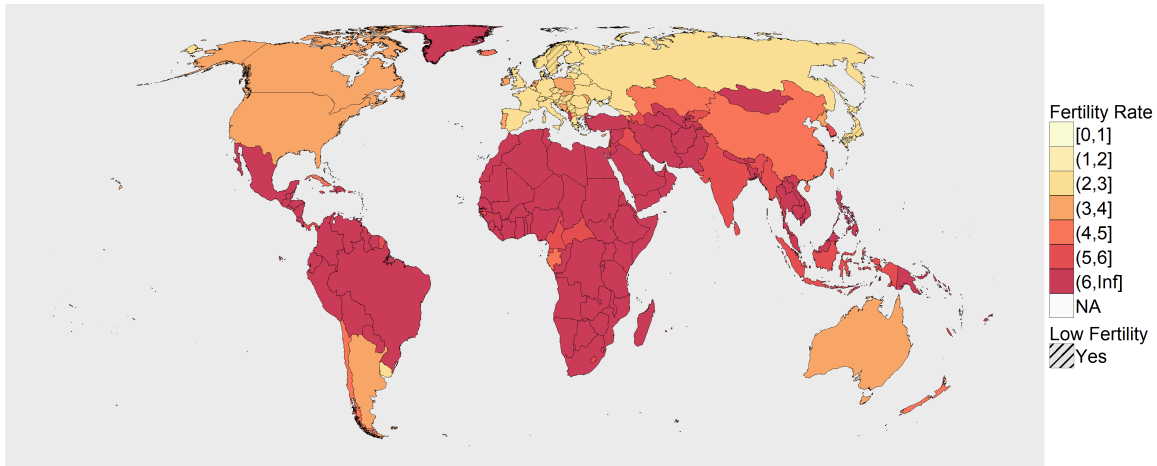 Fertility Rate
[0,1]
(1,2]
(2,3]
(3,4]
(4,5]
(5,6]
(6,Inf]
NA
Low Fertility
Yes